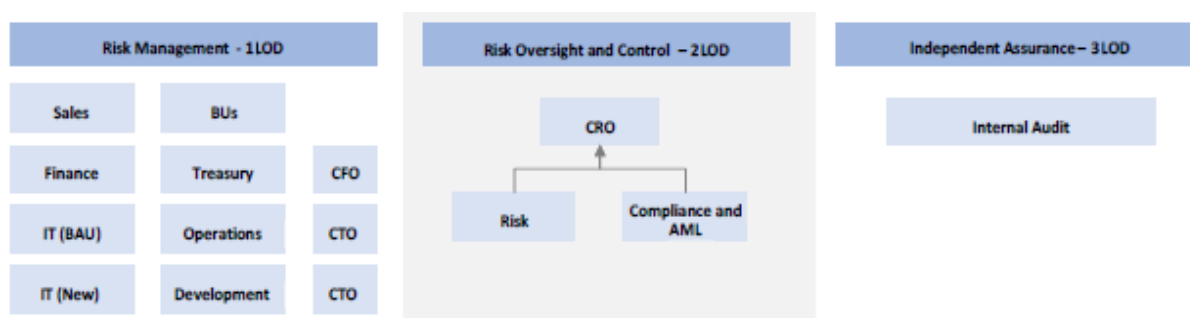 Risk Management - 1LOD
Risk Oversight and Control – 2LOD
Independent Assurance – 3LOD
Sales
BUs
Finance
Treasury
CFO
IT (BAU)
Operations
CTO
IT (New)
Development
CTO
CRO
Risk
Compliance and
AML
Internal Audit